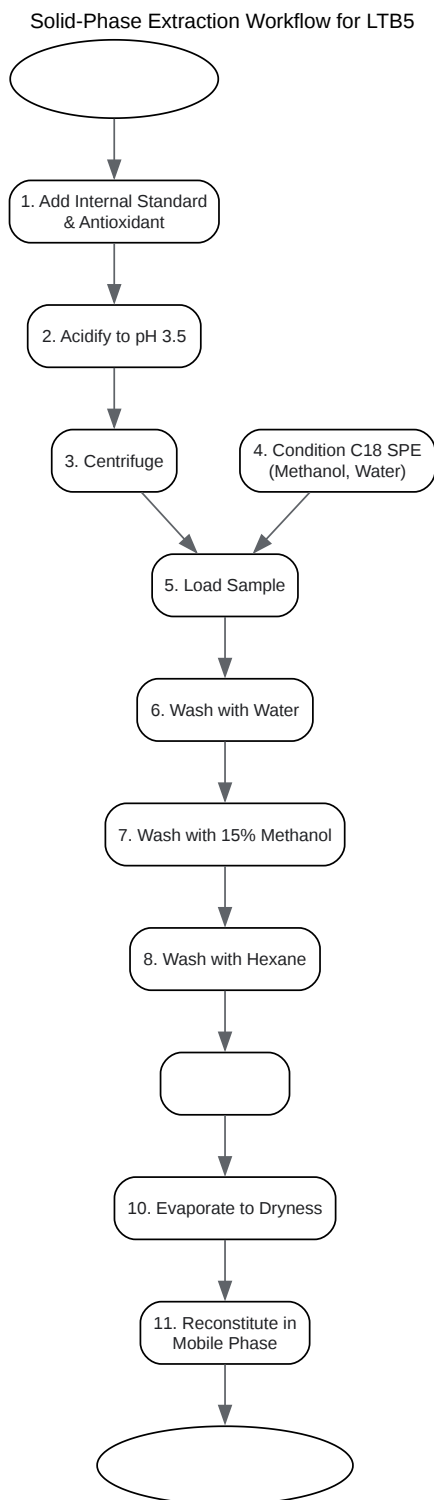 Solid-Phase Extraction Workflow for LTB5
1. Add Internal Standard
& Antioxidant
2. Acidify to pH 3.5
3. Centrifuge
4. Condition C18 SPE
(Methanol, Water)
5. Load Sample
6. Wash with Water
7. Wash with 15% Methanol
8. Wash with Hexane
10. Evaporate to Dryness
11. Reconstitute in
Mobile Phase